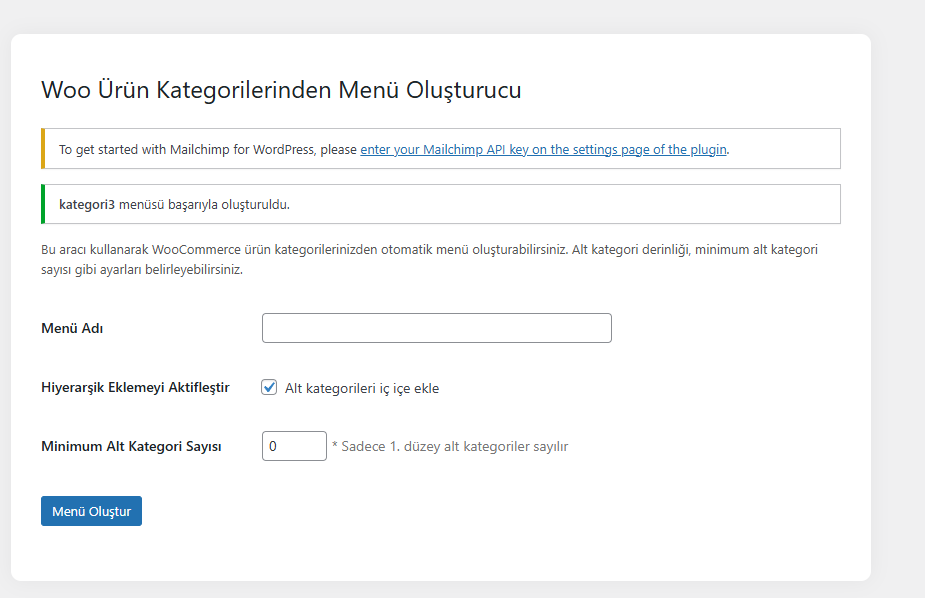 Woo Ürün Kategorilerinden Menü Oluşturucu
To get started with Mailchimp for WordPress, please enter your Mailchimp API key on the settings page of the plugin.
kategori3 menüsü başarıyla oluşturuldu.
Bu aracı kullanarak WooCommerce ürün kategorilerinizden otomatik menü oluşturabilirsiniz. Alt kategori derinliği, minimum alt kategori
sayısı gibi ayarları belirleyebilirsiniz.
Menü Adı
Hiyerarşik Eklemeyi Aktifleştir Alt kategorileri iç içe ekle
Minimum Alt Kategori Sayısı 0 * Sadece 1. düzey alt kategoriler sayılır
Menü Oluştur